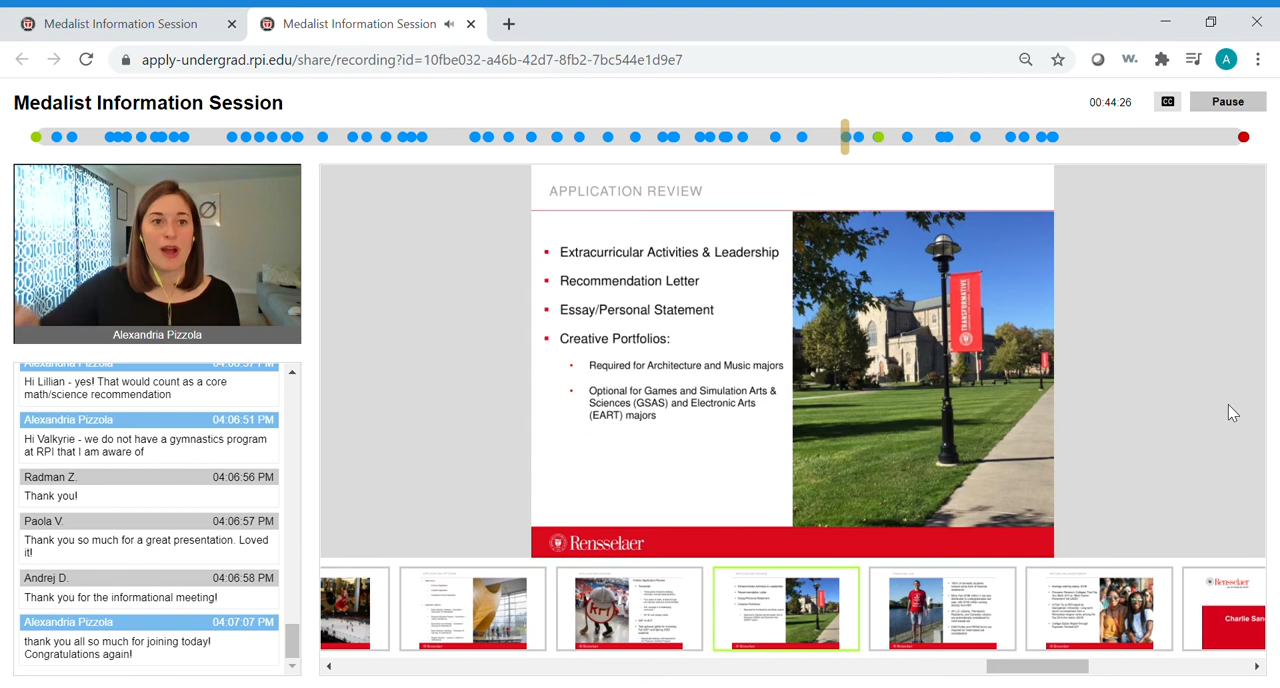 Medalist Information Session
Medalist Information Session
apply-undergrad.rpi.edu/share/recording?id=10fbe032-a46b-42d7-8fb2-7bc544e1d9e7
w.
A
Medalist Information Session
00:44:26
CC
Pause
Alexandria Pizzola
APPLICATION REVIEW
Extracurricular Activities & Leadership
Recommendation Letter
Essay/Personal Statement
Creative Portfolios:
Required for Architecture and Music majors
Optional for Games and Simulation Arts &
Sciences (GSAS) and Electronic Arts
(EART) majors
TRANSFORMATIVE
Rensselaer
Alexandria Pizzola
Hi Lillian - yes! That would count as a core
math/science recommendation
Alexandria Pizzola 04:06:51 PM
Hi Valkyrie - we do not have a gymnastics program
at RPI that I am aware of
Radman Z. 04:06:56 PM
Thank you!
Paola V. 04:06:57 PM
Thank you so much for a great presentation. Loved
it!
Andrej D. 04:06:58 PM
Thank you for the informational meeting!
Alexandria Pizzola 04:07:07 PM
thank you all so much for joining today!
Congratulations again!
Rensselaer
Charlie San